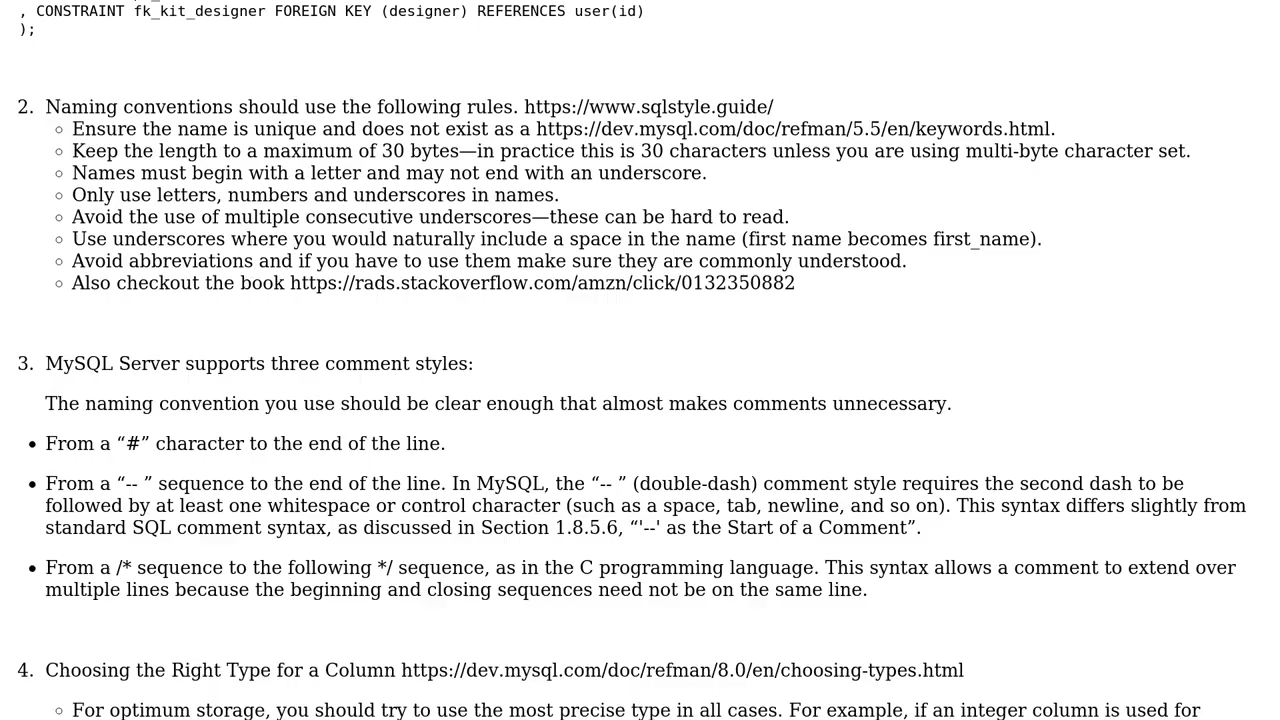 , CONSTRAINT fk_kit_designer FOREIGN KEY (designer) REFERENCES user(id)
);
2. Naming conventions should use the following rules. https://www.sqlstyle.guide/
◦ Ensure the name is unique and does not exist as a https://dev.mysql.com/doc/refman/5.5/en/keywords.html.
◦ Keep the length to a maximum of 30 bytes—in practice this is 30 characters unless you are using multi-byte character set.
◦ Names must begin with a letter and may not end with an underscore.
◦ Only use letters, numbers and underscores in names.
◦ Avoid the use of multiple consecutive underscores—these can be hard to read.
◦ Use underscores where you would naturally include a space in the name (first name becomes first_name).
◦ Avoid abbreviations and if you have to use them make sure they are commonly understood.
◦ Also checkout the book https://rads.stackoverflow.com/amzn/click/0132350882
3. MySQL Server supports three comment styles:
The naming convention you use should be clear enough that almost makes comments unnecessary.
• From a “#” character to the end of the line.
• From a “-- ” sequence to the end of the line. In MySQL, the “-- ” (double-dash) comment style requires the second dash to be
followed by at least one whitespace or control character (such as a space, tab, newline, and so on). This syntax differs slightly from
standard SQL comment syntax, as discussed in Section 1.8.5.6, “'--' as the Start of a Comment”.
• From a /* sequence to the following */ sequence, as in the C programming language. This syntax allows a comment to extend over
multiple lines because the beginning and closing sequences need not be on the same line.
4. Choosing the Right Type for a Column https://dev.mysql.com/doc/refman/8.0/en/choosing-types.html
◦ For optimum storage, you should try to use the most precise type in all cases. For example, if an integer column is used for